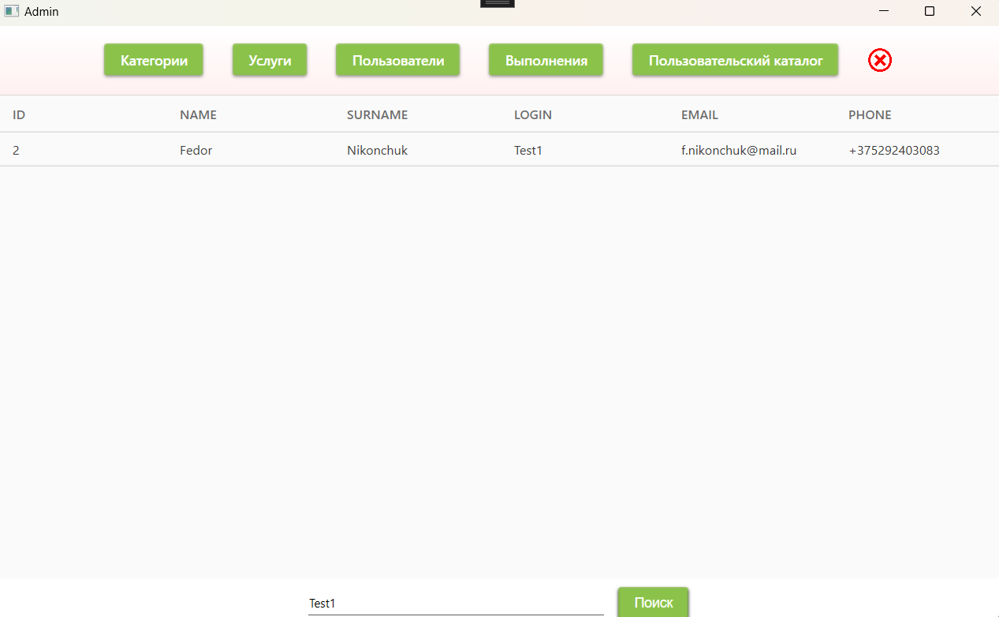 Admin
Категории Услуги Пользователи Выполнения Пользовательский каталог
ID NAME SURNAME LOGIN EMAIL PHONE
2 Fedor Nikonchuk Test1 f.nikonchuk@mail.ru +375292403083
Test1 Поиск